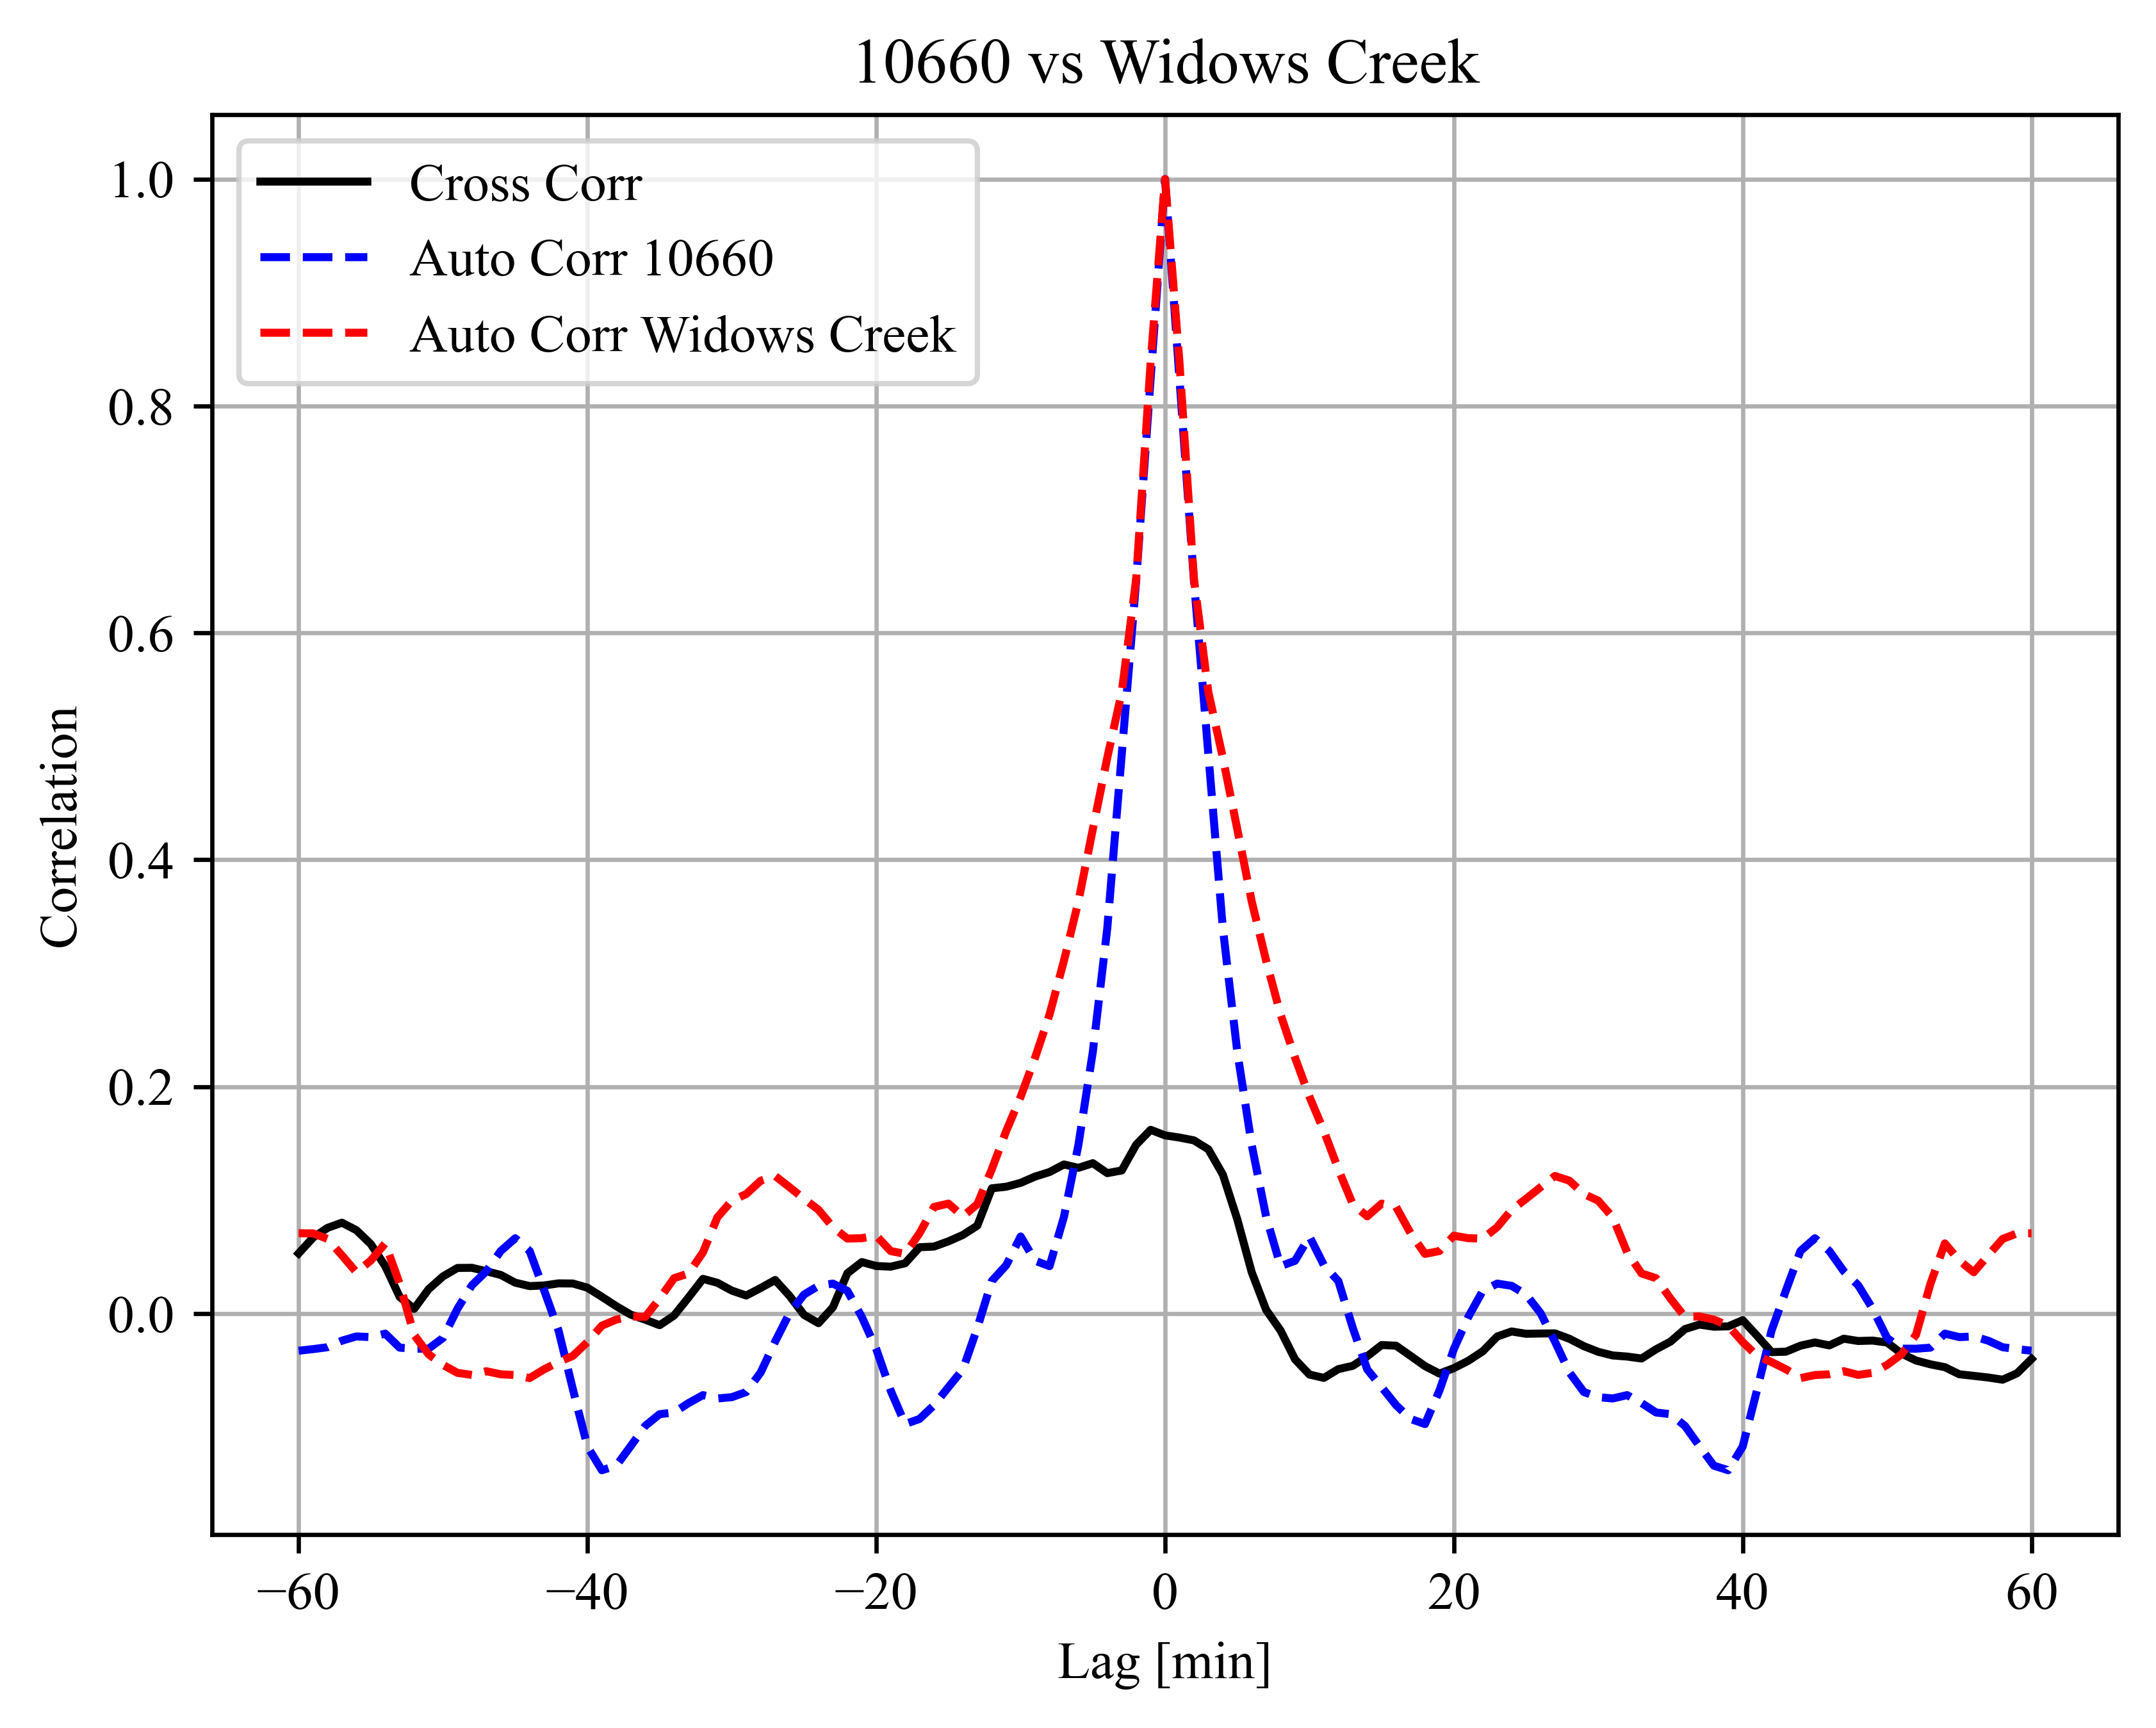 10660 vs Widows Creek
Cross Corr
Auto Corr 10660
Auto Corr Widows Creek
1.0
0.8
0.6
0.4
0.2
0.0
Correlation
−60
−40
−20
0
20
40
60
Lag [min]